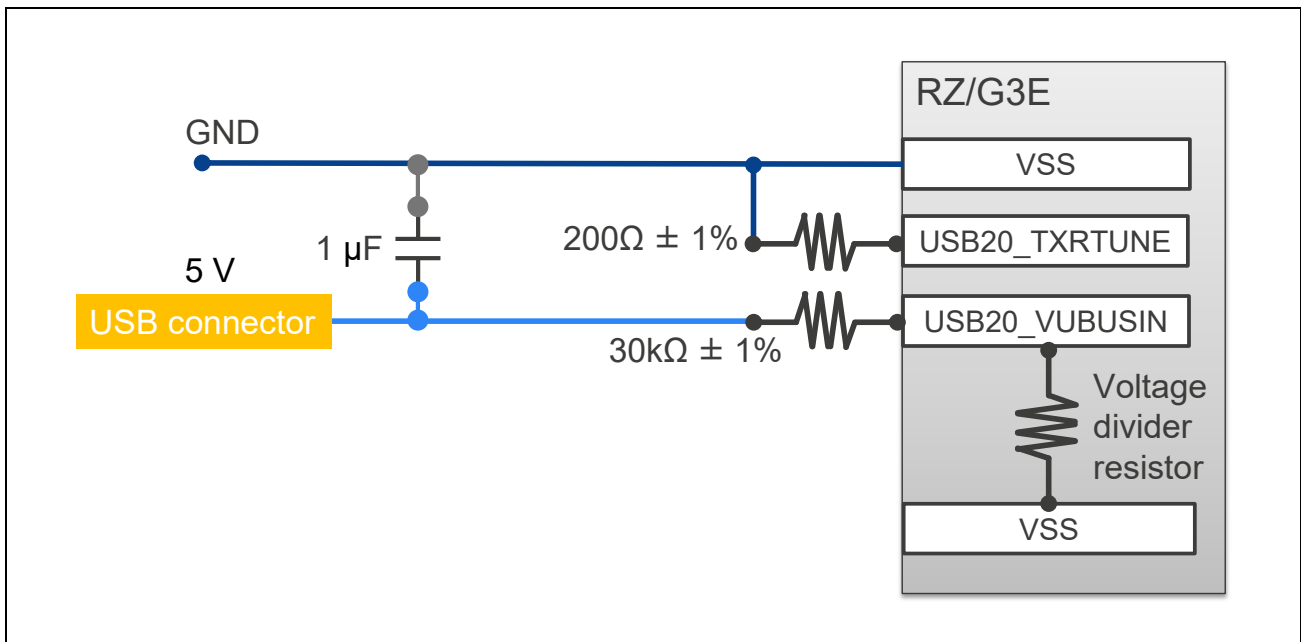 RZ/G3E
GND
VSS
200Ω ± 1%
USB20_TXRTUNE
1 µF
5 V
USB connector
USB20_VUBUSIN
30kΩ ± 1%
Voltage
divider
resistor
VSS